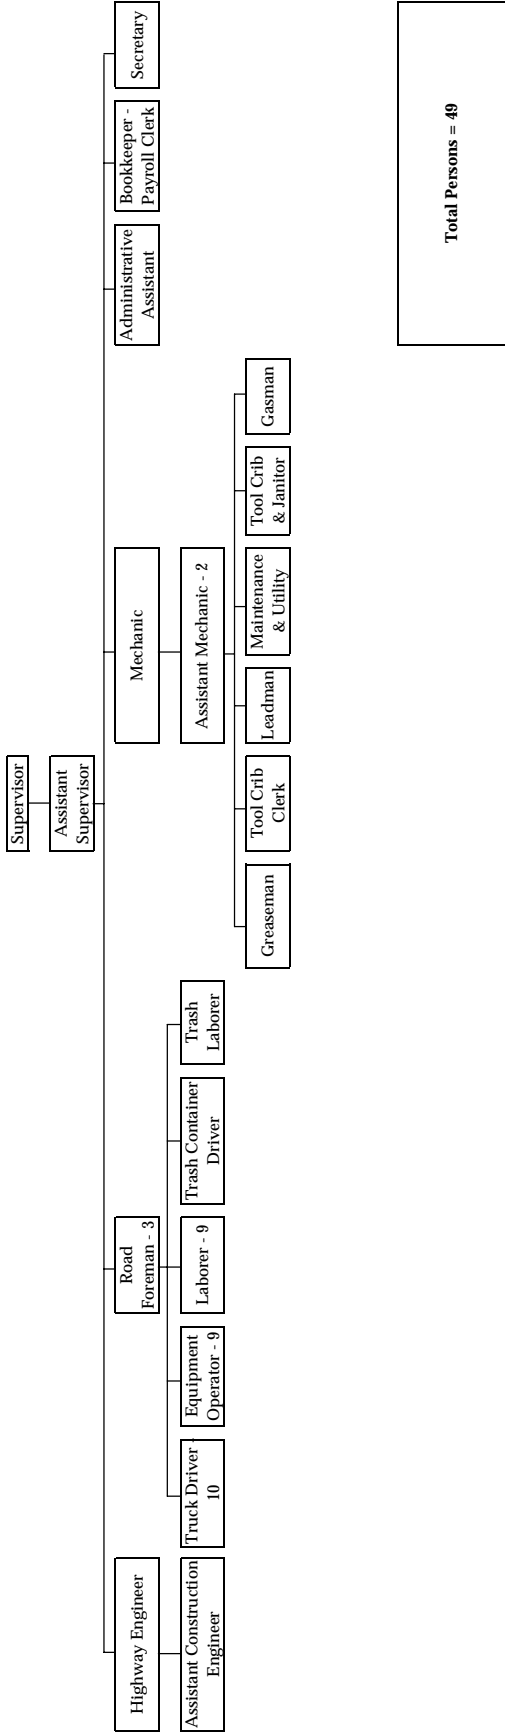 Supervisor
Assistant
Supervisor
Highway Engineer
Road
Foreman - 3
Mechanic
Administrative
Assistant
Bookkeeper -
Payroll Clerk
Secretary
Assistant Construction
Engineer
Truck Driver -
10
Equipment
Operator - 9
Laborer - 9
Trash Container
Driver
Trash
Laborer
Assistant Mechanic - 2
Greaseman
Tool Crib
Clerk
Leadman
Maintenance
& Utility
Tool Crib
& Janitor
Gasman
Total Persons = 49